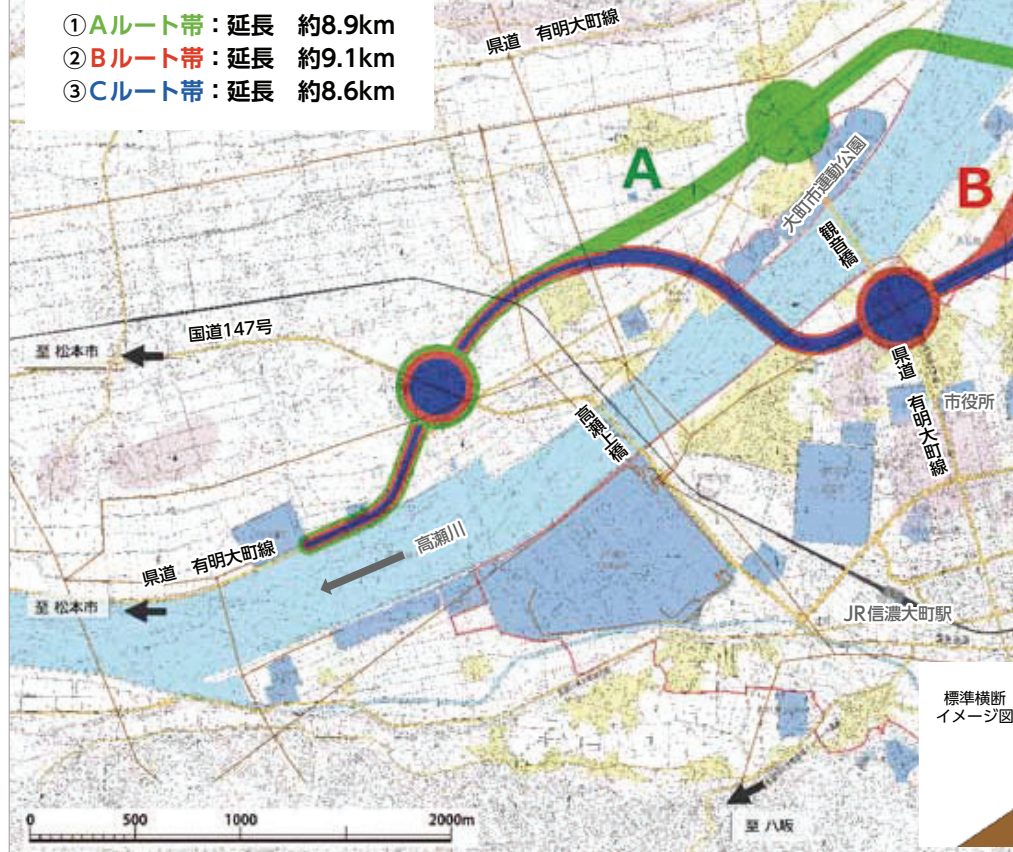 ①Aルート帯：延長　約8.9km
②Bルート帯：延長　約9.1km
③Cルート帯：延長　約8.6km
県道　有明大町線
A
大町市運動公園
観音橋
B
国道147号
至 松本市
県道　有明大町線
市役所
高瀬上橋
高瀬川
県道　有明大町線
至 松本市
JR信濃大町駅
標準横断
イメージ図
0 500 1000 2000m
至 八坂